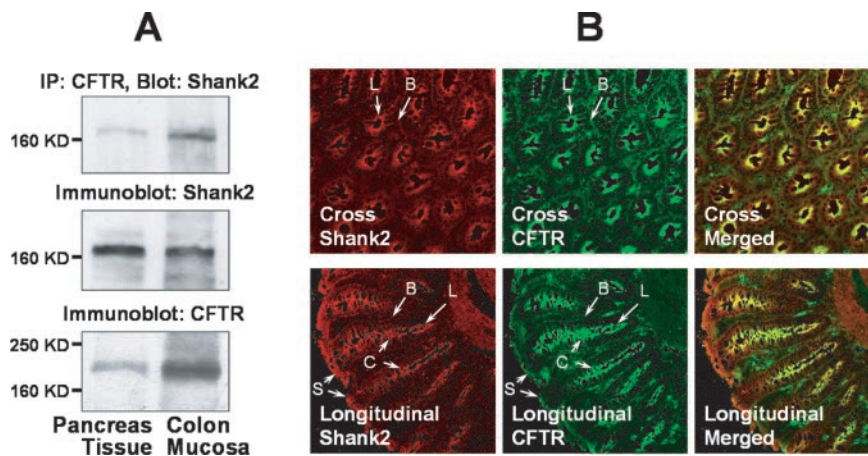 A
IP: CFTR, Blot: Shank2
160 KD
Immunoblot: Shank2
160 KD
Immunoblot: CFTR
250 KD
160 KD
Pancreas Colon
Tissue Mucosa
B
L B
Cross
Shank2
L B
Cross
CFTR
Cross
Merged
B L
C
S
Longitudinal
Shank2
B L
C
S
Longitudinal
CFTR
Longitudinal
Merged